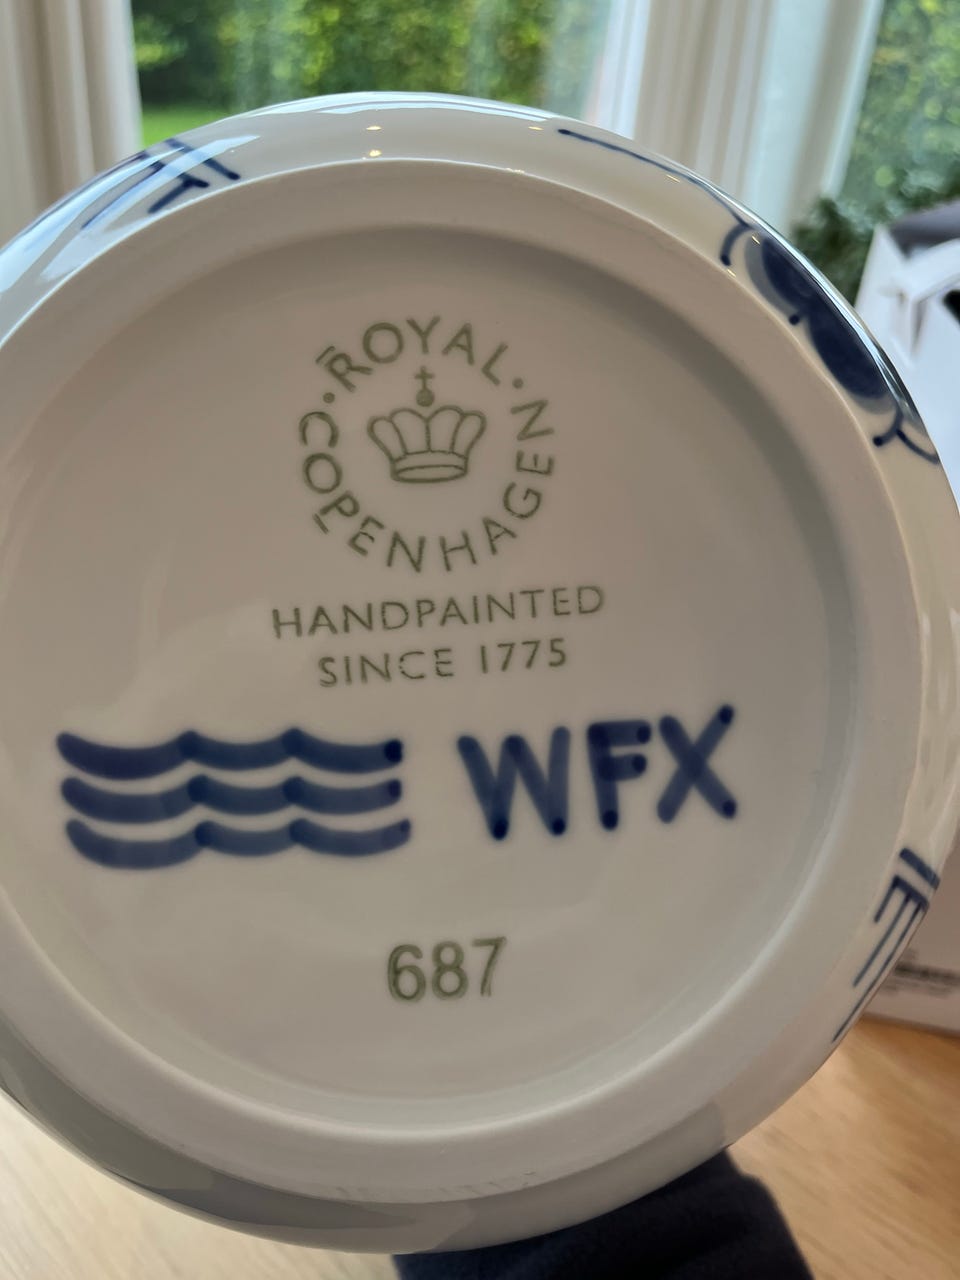 ROYAL
COPENHAGEN
HANDPAINTED
SINCE 1775
WFX
687